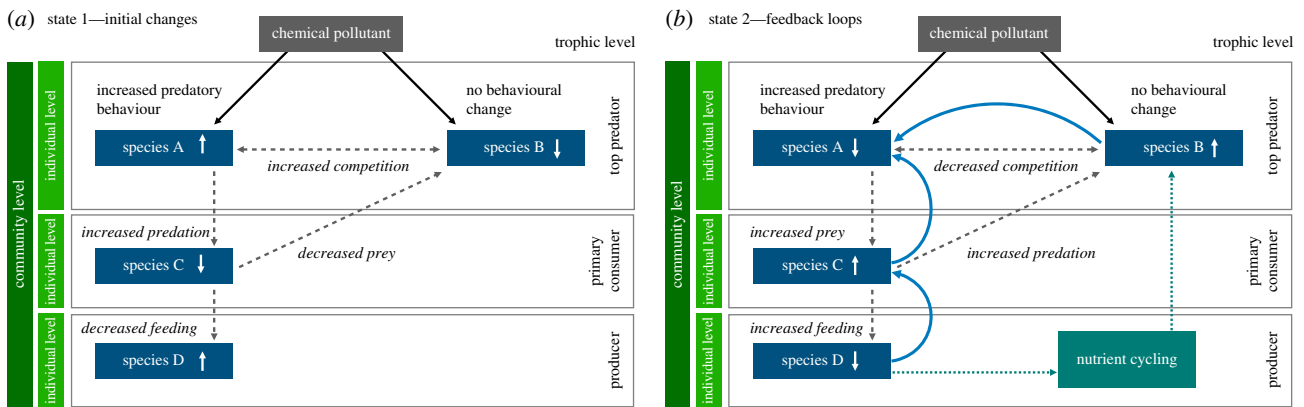 (a) state 1—initial changes
chemical pollutant
trophic level
community level
individual level
increased predatory
behaviour
no behavioural
change
top predator
species A
species B
increased competition
individual level
increased predation
decreased prey
species C
primary
consumer
individual level
decreased feeding
species D
producer
(b) state 2—feedback loops
chemical pollutant
trophic level
community level
individual level
increased predatory
behaviour
no behavioural
change
top predator
species A
species B
decreased competition
individual level
increased prey
increased predation
species C
primary
consumer
individual level
increased feeding
species D
nutrient cycling
producer